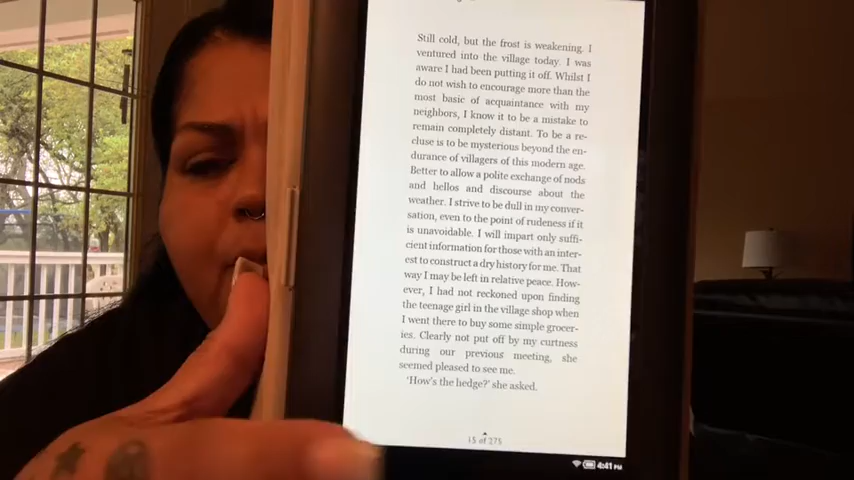 Still cold, but the frost is weakening. I
ventured into the village today. I was
aware I had been putting it off. Whilst I
do not wish to encourage more than the
most basic of acquaintance with my
neighbors, I know it to be a mistake to
remain completely distant. To be a re-
cluse is to be mysterious beyond the en-
durance of villagers of this modern age.
Better to allow a polite exchange of nods
and hellos and discourse about the
weather. I strive to be dull in my conver-
sation, even to the point of rudeness if it
is unavoidable. I will impart only suffi-
cient information for those with an inter-
est to construct a dry history for me. That
way I may be left in relative peace. How-
ever, I had not reckoned upon finding
the teenage girl in the village shop when
I went there to buy some simple grocer-
ies. Clearly not put off by my curtness
during our previous meeting, she
seemed pleased to see me.
‘How’s the hedge?’ she asked.
15 of 275
4:41 PM